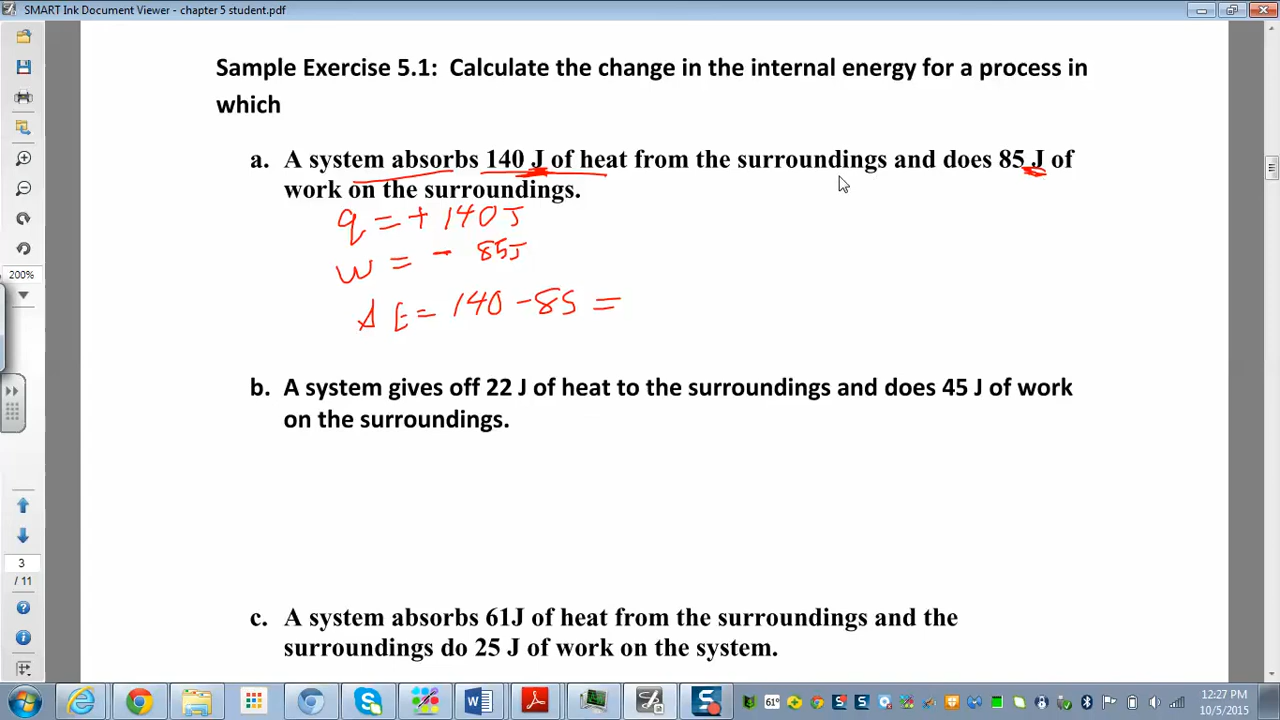 SMART Ink Document Viewer - chapter 5 student.pdf
Sample Exercise 5.1: Calculate the change in the internal energy for a process in
which
a. A system absorbs 140 J of heat from the surroundings and does 85 J of
work on the surroundings.
q = + 140 J
w = - 85 J
Δ E = 140 - 85 =
b. A system gives off 22 J of heat to the surroundings and does 45 J of work
on the surroundings.
c. A system absorbs 61J of heat from the surroundings and the
surroundings do 25 J of work on the system.
200%
3
/ 11
61°
12:27 PM
10/5/2015